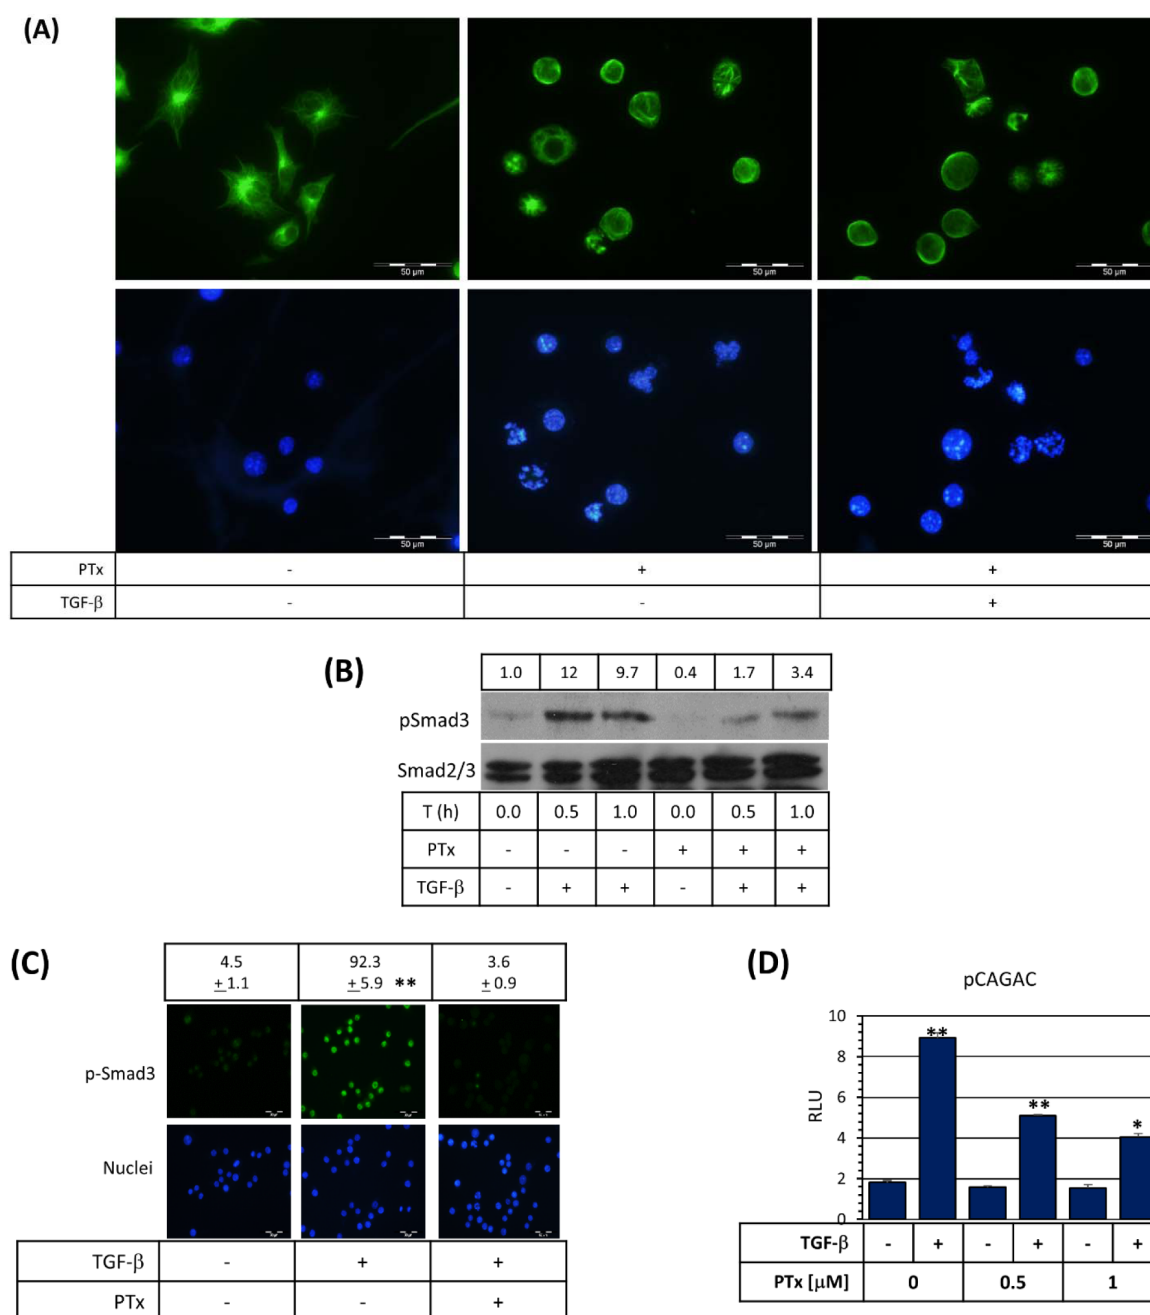 (A)
50 µm 50 µm 50 µm
50 µm 50 µm 50 µm
PTx - + +
TGF-β - - +
(B)
1.0 12 9.7 0.4 1.7 3.4
pSmad3
Smad2/3
T (h) 0.0 0.5 1.0 0.0 0.5 1.0
PTx - - - + + +
TGF-β - + + - + +
(C)
4.5 92.3 3.6
± 1.1 ± 5.9 ** ± 0.9
p-Smad3
Nuclei
TGF-β - + +
PTx - - +
(D)
pCAGAC
10
8
6
4
2
0
RLU
** ** *
TGF-β - + - + - +
PTx [µM] 0 0.5 1